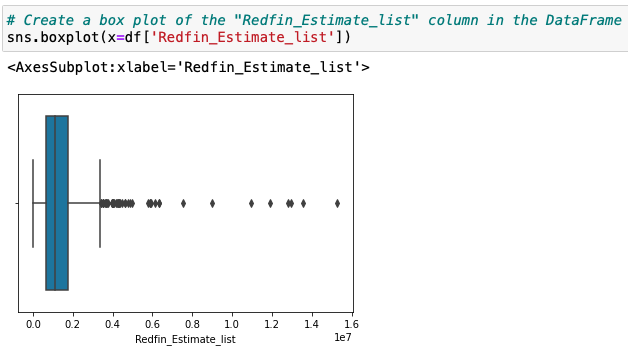 # Create a box plot of the "Redfin_Estimate_list" column in the DataFrame
sns.boxplot(x=df['Redfin_Estimate_list'])
<AxesSubplot:xlabel='Redfin_Estimate_list'>
0.0 0.2 0.4 0.6 0.8 1.0 1.2 1.4 1.6
1e7
Redfin_Estimate_list